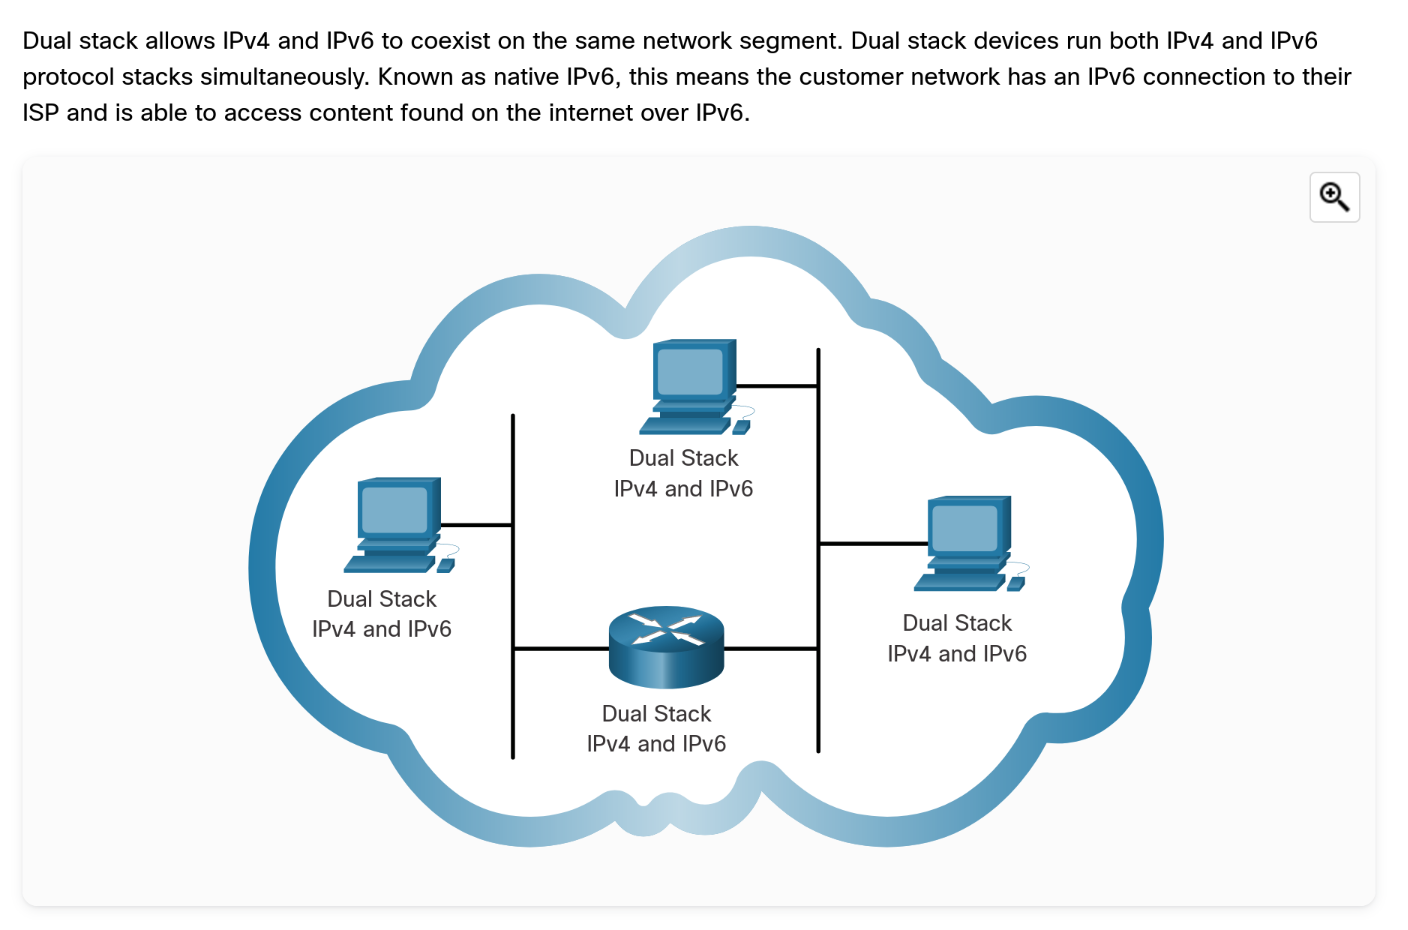 Dual stack allows IPv4 and IPv6 to coexist on the same network segment. Dual stack devices run both IPv4 and IPv6
protocol stacks simultaneously. Known as native IPv6, this means the customer network has an IPv6 connection to their
ISP and is able to access content found on the internet over IPv6.
Dual Stack
IPv4 and IPv6
Dual Stack
IPv4 and IPv6
Dual Stack
IPv4 and IPv6
Dual Stack
IPv4 and IPv6